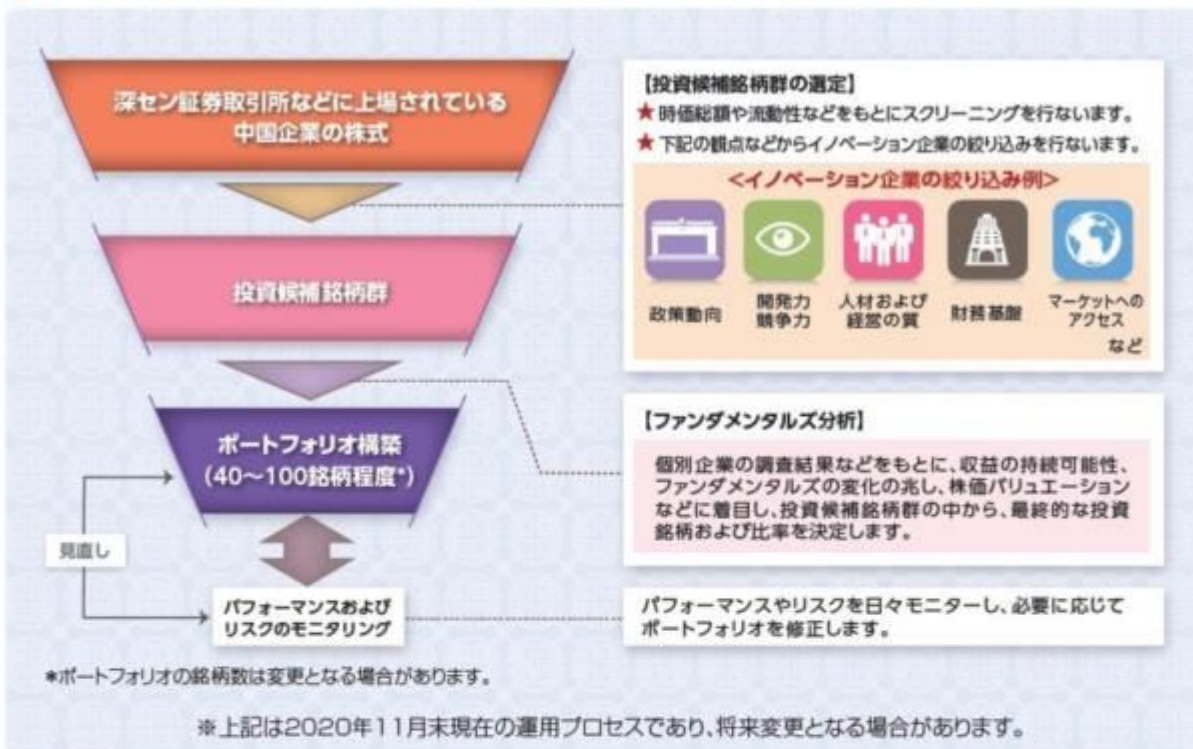 深セン証券取引所などに上場されている
中国企業の株式
【投資候補銘柄群の選定】
★時価総額や流動性などをもとにスクリーニングを行ないます。
★下記の観点などからイノベーション企業の絞り込みを行ないます。
<イノベーション企業の絞り込み例>
政策動向
開発力
競争力
人材および
経営の質
財務基盤
マーケットへの
アクセス
など
投資候補銘柄群
ポートフォリオ構築
(40～100銘柄程度*)
【ファンダメンタルズ分析】
個別企業の調査結果などをもとに、収益の持続可能性、
ファンダメンタルズの変化の兆し、株価バリュエーション
などに着目し、投資候補銘柄群の中から、最終的な投資
銘柄および比率を決定します。
見直し
パフォーマンスおよび
リスクのモニタリング
パフォーマンスやリスクを日々モニターし、必要に応じて
ポートフォリオを修正します。
*ポートフォリオの銘柄数は変更となる場合があります。
※上記は2020年11月末現在の運用プロセスであり、将来変更となる場合があります。